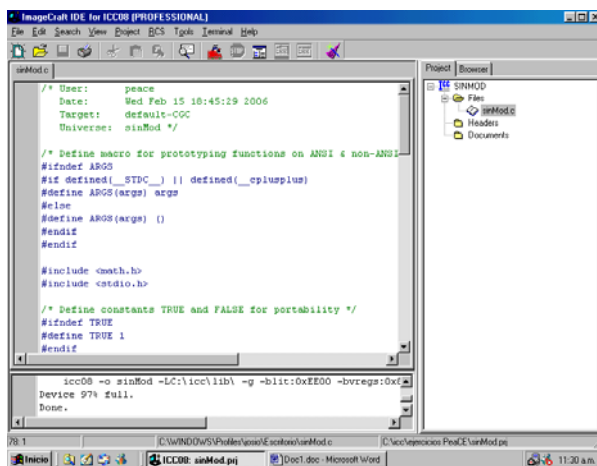 ImageCraft IDE for ICC08 (PROFESSIONAL)
File Edit Search View Project RCS Tools Terminal Help
sinMod.c
/* User: peace
Date: Wed Feb 15 18:45:29 2006
Target: default-CGC
Universe: sinMod */
/* Define macro for prototyping functions on ANSI & non-ANSI
#ifndef ARGS
#if defined(__STDC__) || defined(__cplusplus)
#define ARGS(args) args
#else
#define ARGS(args) ()
#endif
#endif
#include <math.h>
#include <stdio.h>
/* Define constants TRUE and FALSE for portability */
#ifndef TRUE
#define TRUE 1
#endif
Project Browser
SINMOD
Files
sinMod.c
Headers
Documents
icc08 -o sinMod -LC:\icc\lib\ -g -blit:0xEE00 -bvregs:0x
Device 97% full.
Done.
78: 1 C:\WINDOWS\Profiles\josio\Escritorio\sinMod.c C:\icc\ejercicios PeaCE\sinMod.prj
Inicio ICC08: sinMod.prj Doc1.doc - Microsoft Word 11:30 a.m.